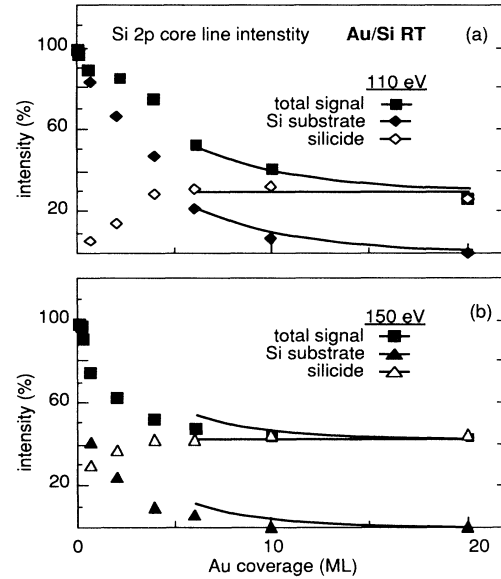 Si 2p core line intenstity Au/Si RT (a)
100
110 eV
total signal
Si substrate
silicide
60
20
intensity (%)
(b)
100
150 eV
total signal
Si substrate
silicide
60
20
intensity (%)
0 10 20
Au coverage (ML)